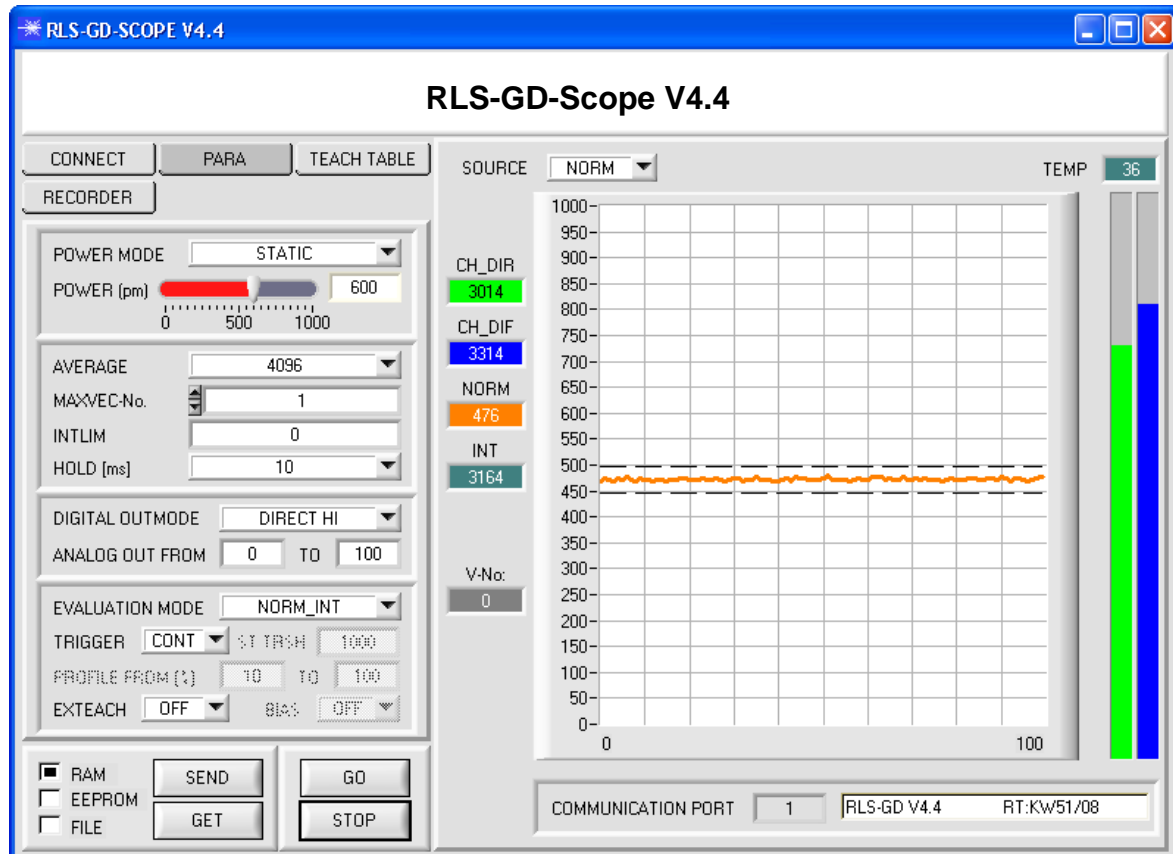 RLS-GD-SCOPE V4.4
RLS-GD-Scope V4.4
CONNECT PARA TEACH TABLE
RECORDER
POWER MODE STATIC
POWER (pm) 600
0 500 1000
AVERAGE 4096
MAXVEC-No. 1
INTLIM 0
HOLD [ms] 10
DIGITAL OUTMODE DIRECT HI
ANALOG OUT FROM 0 TO 100
EVALUATION MODE NORM_INT
TRIGGER CONT ST TRSH 1000
PROFILE FROM (%) 10 TO 100
EXTEACH OFF BIAS OFF
RAM
EEPROM
FILE
SEND GO
GET STOP
SOURCE NORM
TEMP 36
CH_DIR
3014
CH_DIF
3314
NORM
476
INT
3164
V-No:
0
1000
950
900
850
800
750
700
650
600
550
500
450
400
350
300
250
200
150
100
50
0
0 100
COMMUNICATION PORT 1 RLS-GD V4.4 RT:KW51/08